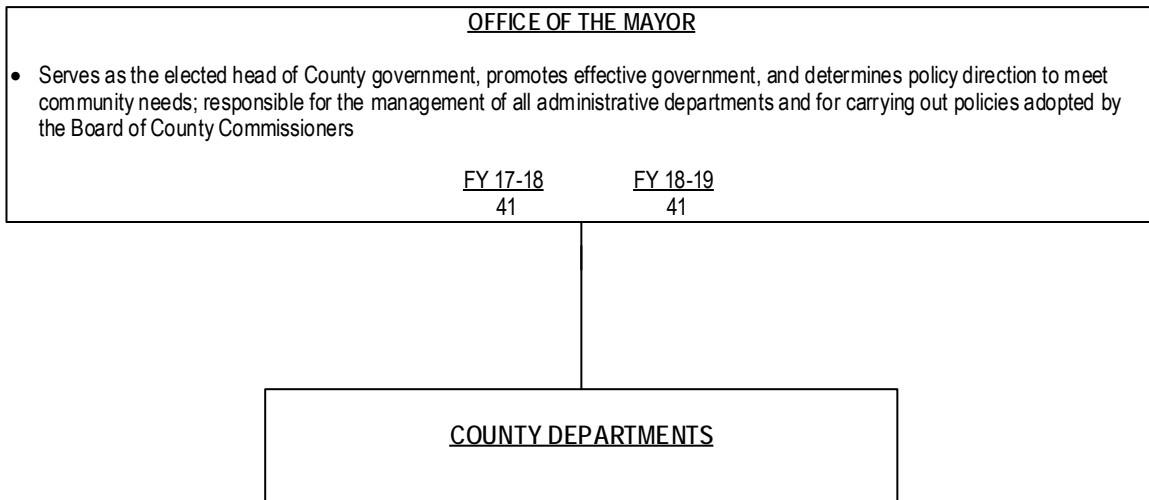 OFFICE OF THE MAYOR
• Serves as the elected head of County government, promotes effective government, and determines policy direction to meet
community needs; responsible for the management of all administrative departments and for carrying out policies adopted by
the Board of County Commissioners
FY 17-18 FY 18-19
41 41
COUNTY DEPARTMENTS